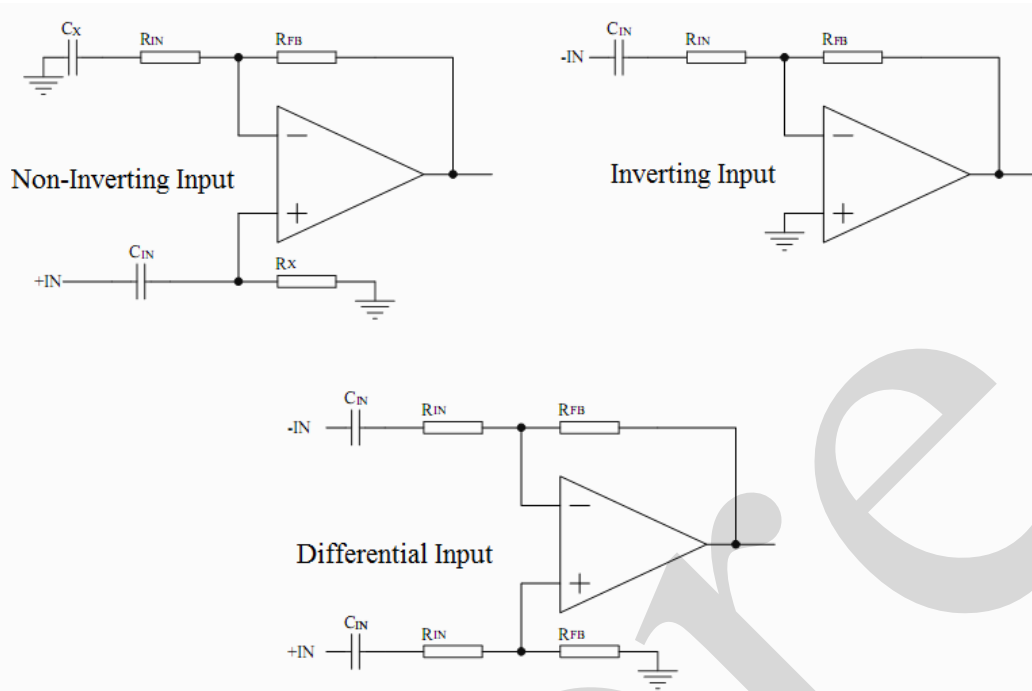 CX
RIN
RFB
−
Non-Inverting Input
+
CIN
+IN
RX
CIN
-IN
RIN
RFB
−
Inverting Input
+
CIN
-IN
RIN
RFB
−
Differential Input
+
CIN
+IN
RIN
RFB
re